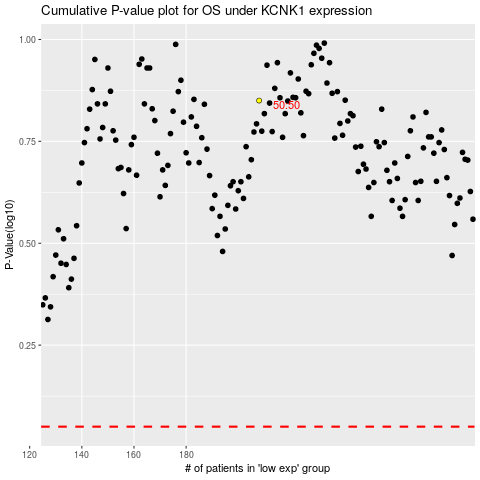 Cumulative P-value plot for OS under KCNK1 expression
1.00
0.75
0.50
0.25
P-Value(log10)
50:50
120 140 160 180
# of patients in 'low exp' group